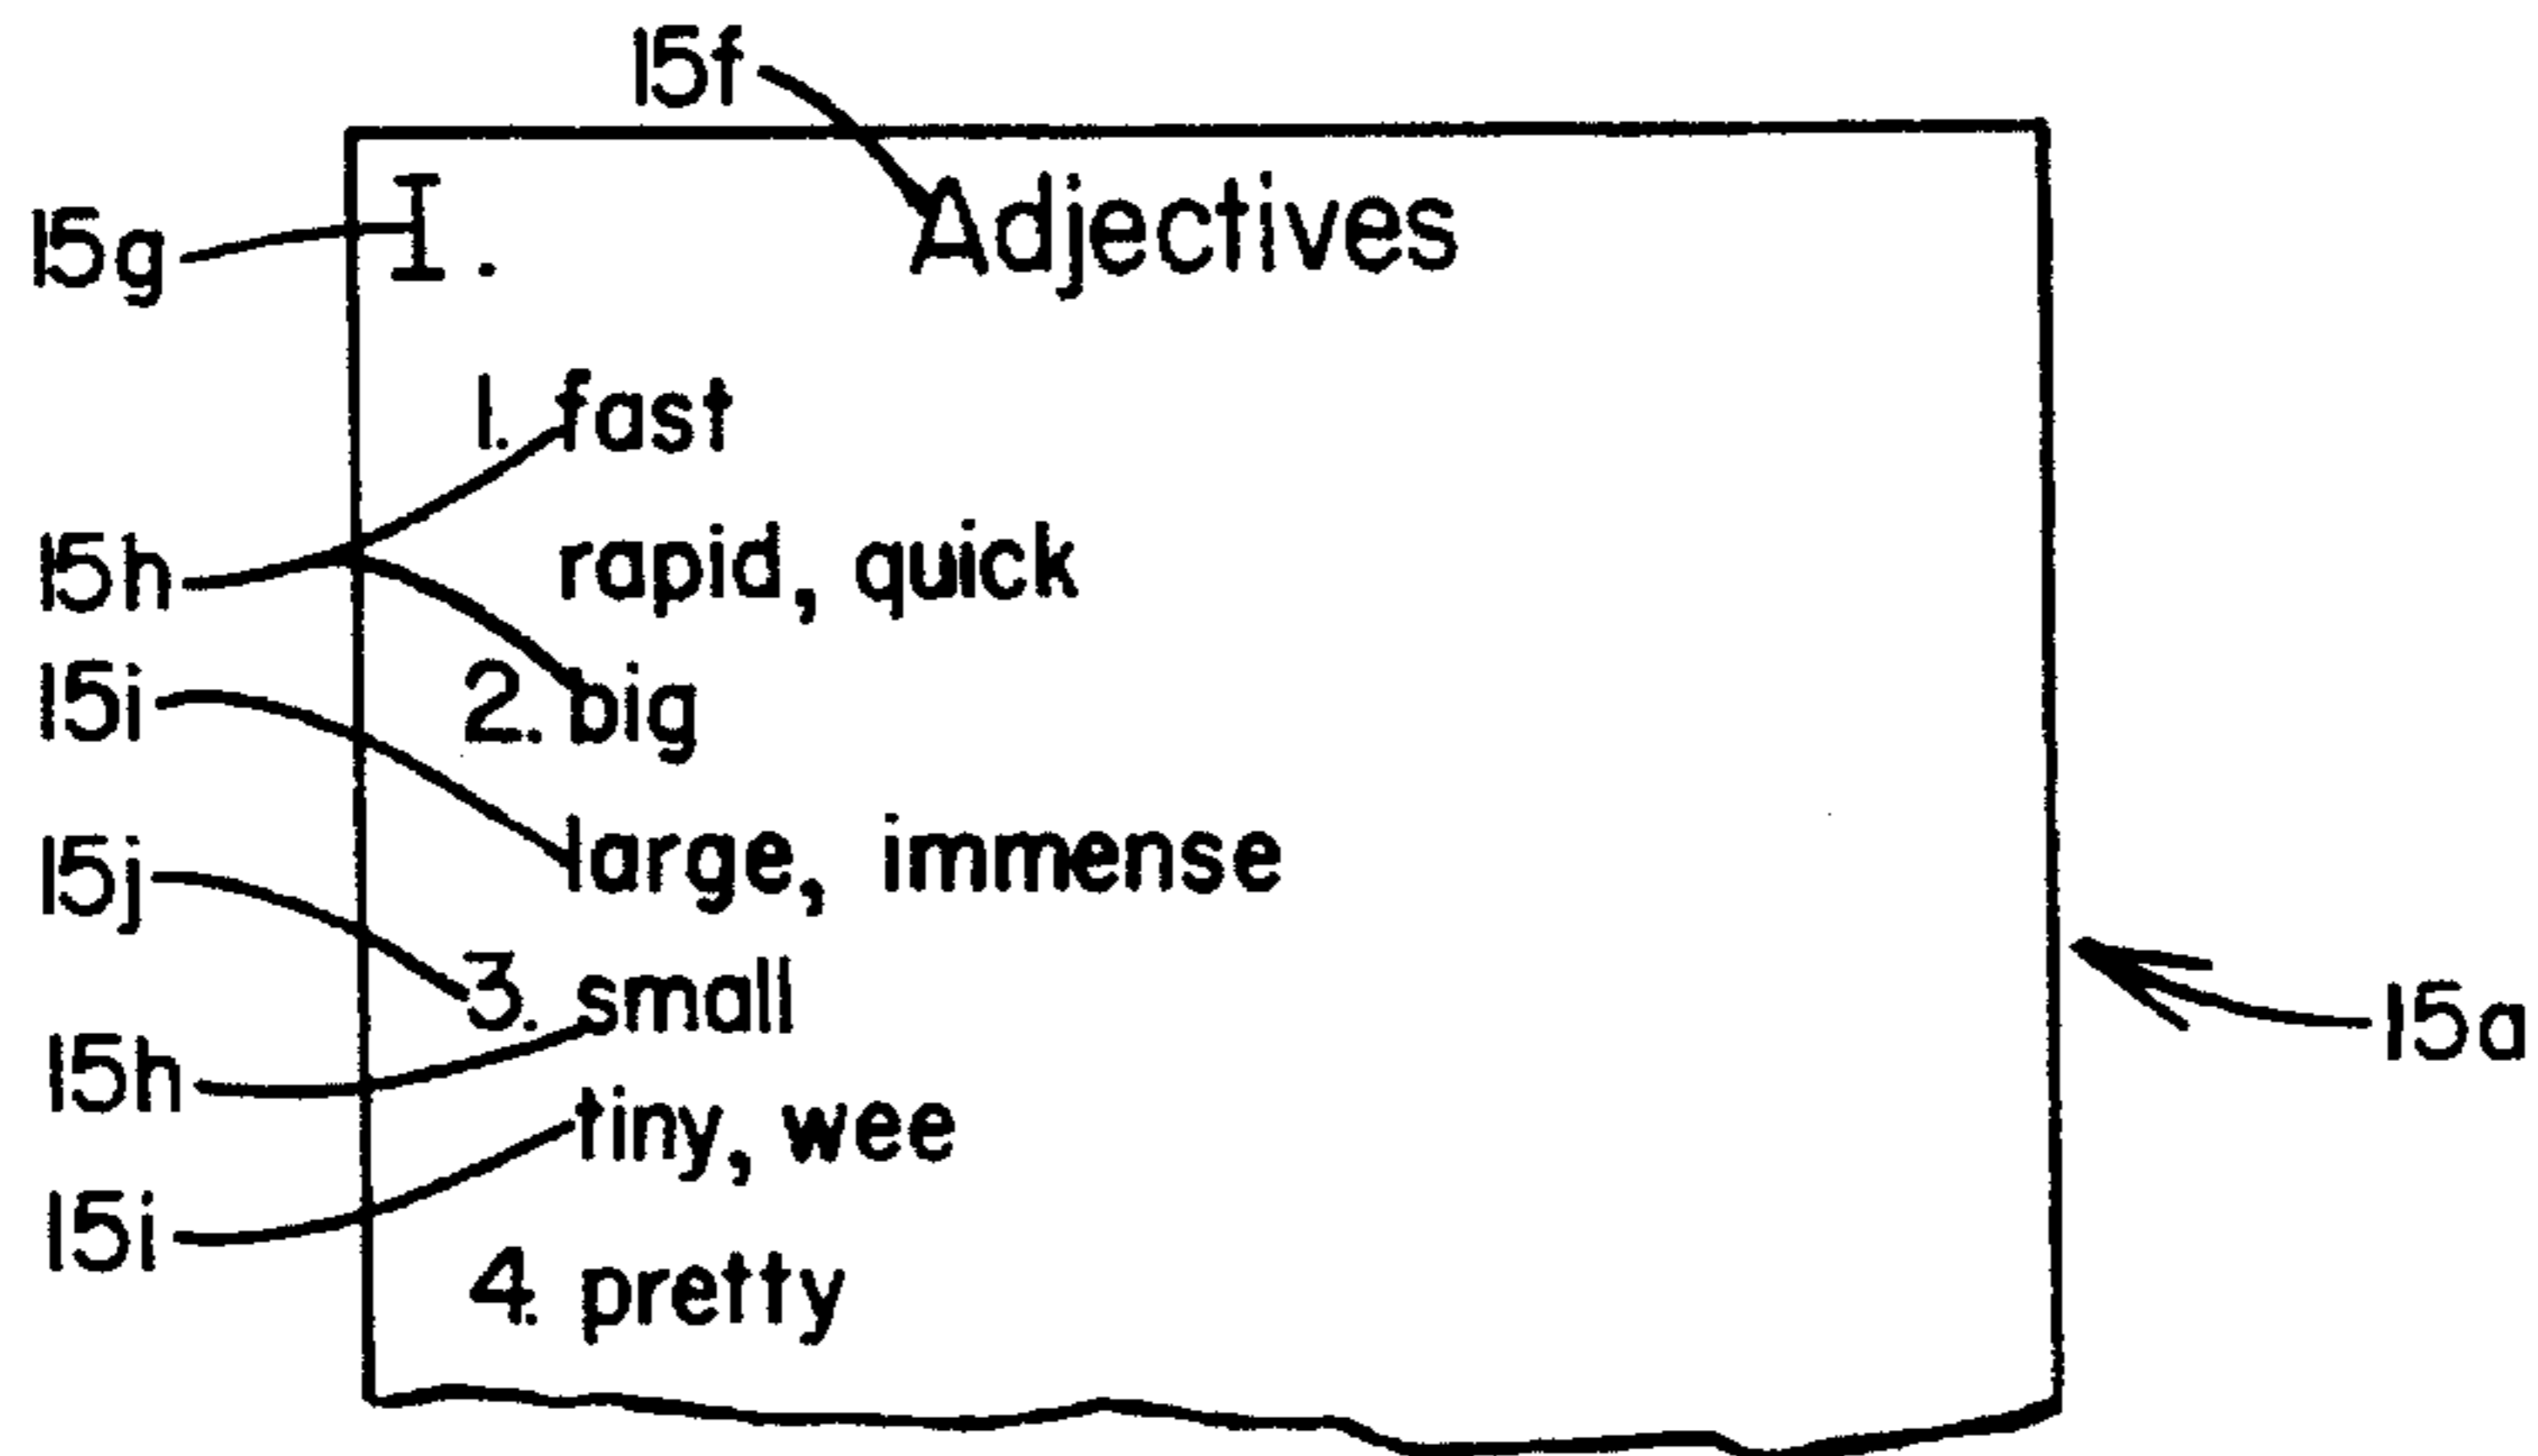 15f
15g I. Adjectives
1. fast
15h rapid, quick
15i 2. big
15j large, immense
3. small
15a
15h tiny, wee
15i 4. pretty